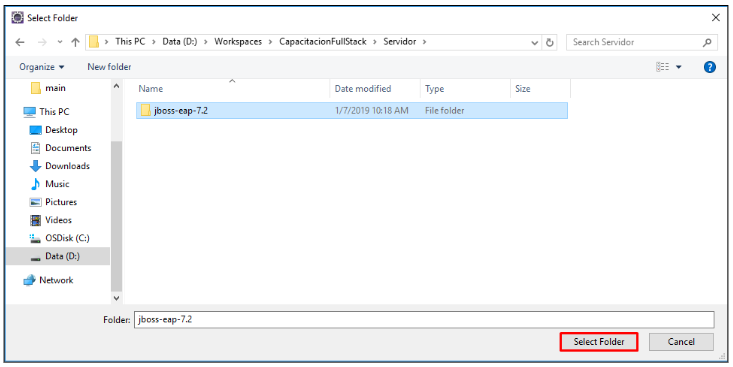 Select Folder
This PC > Data (D:) > Workspaces > CapacitacionFullStack > Servidor >
Search Servidor
Organize
New folder
main
This PC
Desktop
Documents
Downloads
Music
Pictures
Videos
OSDisk (C:)
Data (D:)
Network
Name Date modified Type Size
jboss-eap-7.2 1/7/2019 10:18 AM File folder
Folder: jboss-eap-7.2
Select Folder Cancel